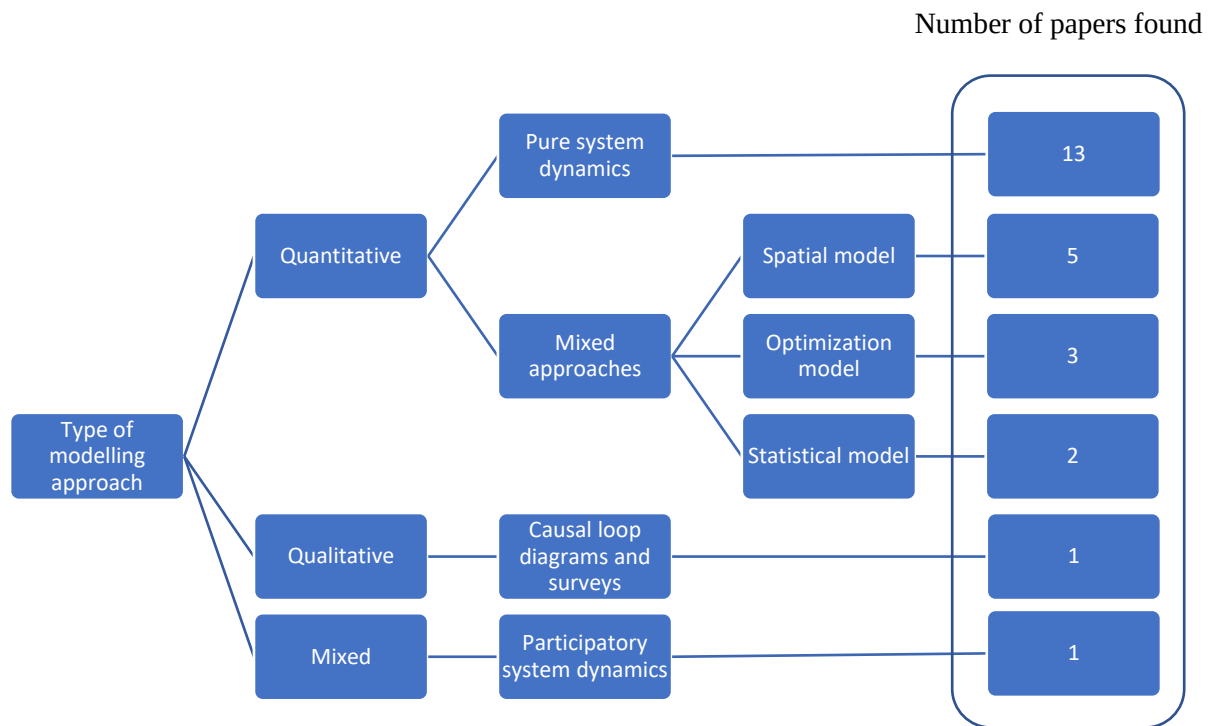 Number of papers found
Pure system
dynamics
13
Quantitative
Spatial model
5
Mixed
approaches
Optimization
model
3
Type of
modelling
approach
Statistical model
2
Qualitative
Causal loop
diagrams and
surveys
1
Mixed
Participatory
system dynamics
1